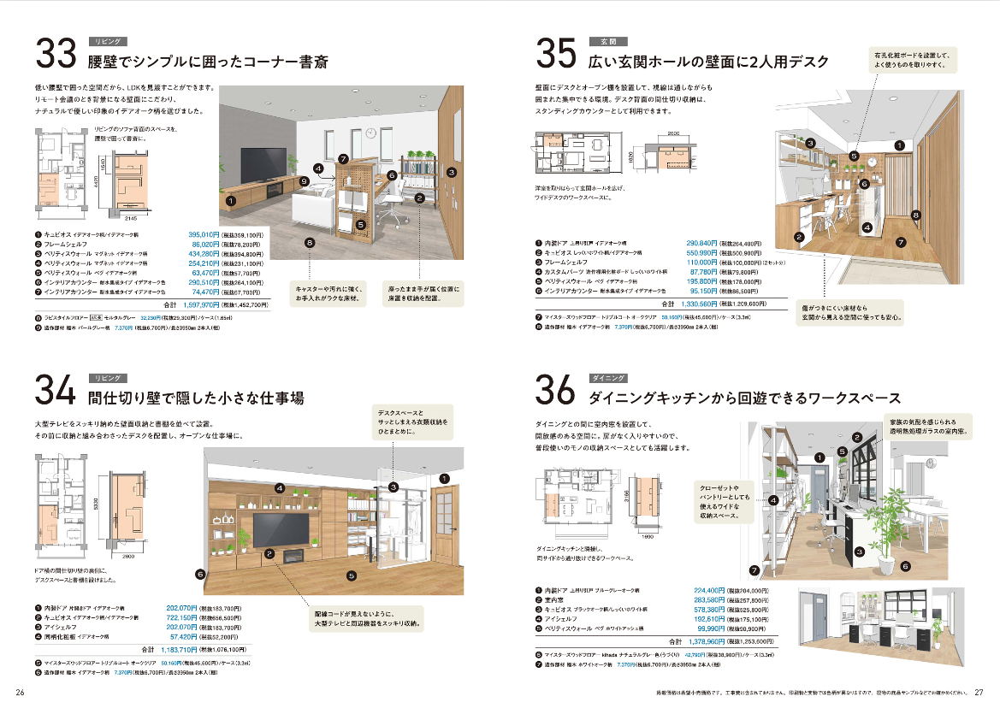 33
リビング
腰壁でシンプルに囲ったコーナー書斎
低い腰壁で囲った空間だから、LDKを見渡すことができます。
リモート会議のとき背景になる壁面にこだわり、
ナチュラルで優しい印象のイデアオーク柄を選びました。
リビングのソファ背面のスペースを、
腰壁で囲って書斎に。
1640
4420
2145
1
2
3
4
5
6
7
8
9
❶ キュビオス イデアオーク柄/イデアオーク柄 395,010円 (税抜359,100円)
❷ フレームシェルフ 86,020円 (税抜78,200円)
❸ ベリティスウォール マグネット イデアオーク柄 434,280円 (税抜394,800円)
❹ ベリティスウォール マグネット イデアオーク柄 254,210円 (税抜231,100円)
❺ ベリティスウォール ペグ イデアオーク柄 63,470円 (税抜57,700円)
❻ インテリアカウンター 耐水集成タイプ イデアオーク色 290,510円 (税抜264,100円)
❼ インテリアカウンター 耐水集成タイプ イデアオーク色 74,470円 (税抜67,700円)
合計 1,597,970円 (税抜1,452,700円)
モルタルグレー 32,230円(税抜29,300円)/ケース(1.65㎡)
❾ 造作部材 幅木 パールグレー柄 7,370円 (税抜6,700円)/長さ3950㎜ 2本入(梱)
キャスターや汚れに強く、
お手入れがラクな床材。
座ったまま手が届く位置に
床置き収納を配置。
34
リビング
間仕切り壁で隠した小さな仕事場
大型テレビをスッキリ納めた壁面収納と書棚を並べて設置。
その前に収納と組み合わさったデスクを配置し、オープンな仕事場に。
デスクスペースと
サッとしまえる衣類収納を
ひとまとめに。
5330
2600
ドア横の間仕切り壁の裏側に、
デスクスペースと書棚を設けました。
1
2
3
4
5
6
❶ 内装ドア 片開きドア イデアオーク柄 202,070円 (税抜183,700円)
❷ キュビオス イデアオーク柄/イデアオーク柄 722,150円 (税抜656,500円)
❸ アイシェルフ 202,070円 (税抜183,700円)
❹ 同柄化粧板 イデアオーク柄 57,420円 (税抜52,200円)
合計 1,183,710円 (税抜1,076,100円)
❺ マイスターズウッドフロアー トリプルコート オーククリア 50,160円(税抜45,600円)/ケース(3.3㎡)
❻ 造作部材 幅木 イデアオーク柄 7,370円(税抜6,700円)/長さ3950㎜ 2本入(梱)
配線コードが見えないように、
大型テレビと周辺機器をスッキリ収納。
26
35
玄関
広い玄関ホールの壁面に2人用デスク
壁面にデスクとオープン棚を設置して、視線は通しながらも
囲まれた集中できる環境。デスク背面の間仕切り収納は、
スタンディングカウンターとして利用できます。
有孔化粧ボードを設置して、
よく使うものを取りやすく。
2600
1820
洋室を取りはらって玄関ホールを広げ、
ワイドデスクのワークスペースに。
1
2
3
4
5
6
7
8
❶ 内装ドア 上吊り引戸 イデアオーク柄 290,840円 (税抜264,400円)
❷ キュビオス しっくいホワイト柄/イデアオーク柄 550,990円 (税抜500,900円)
❸ フレームシェルフ 110,000円 (税抜100,000円) (2セット分)
❹ カスタムパーツ 造作棚用化粧ボード しっくいホワイト柄 87,780円 (税抜79,800円)
❺ ベリティスウォール ペグ イデアオーク柄 195,800円 (税抜178,000円)
❻ インテリアカウンター 耐水集成タイプ イデアオーク色 95,150円 (税抜86,500円)
合計 1,330,560円 (税抜1,209,600円)
❼ マイスターズウッドフロアー トリプルコート オーククリア 50,160円(税抜45,600円)/ケース(3.3㎡)
❽ 造作部材 幅木 イデアオーク柄 7,370円(税抜6,700円)/長さ3950㎜ 2本入(梱)
傷がつきにくい床材なら
玄関から見える空間に使っても安心。
36
ダイニング
ダイニングキッチンから回遊できるワークスペース
ダイニングとの間に室内窓を設置して、
開放感のある空間に。扉がなく入りやすいので、
普段使いのモノの収納スペースとしても活躍します。
家族の気配を感じられる
透明熱処理ガラスの室内窓。
クローゼットや
パントリーとしても
使えるワイドな
収納スペース。
3166
1690
ダイニングキッチンと隣接し、
両サイドから通り抜けできるワークスペース。
1
2
3
4
5
6
7
❶ 内装ドア 上吊り引戸 ブルーグレーオーク柄 224,400円 (税抜204,000円)
❷ 室内窓 283,580円 (税抜257,800円)
❸ キュビオス ブラックオーク柄/しっくいホワイト柄 578,380円 (税抜525,800円)
❹ アイシェルフ 192,610円 (税抜175,100円)
❺ ベリティスウォール ペグ ホワイトアッシュ柄 99,990円 (税抜90,900円)
合計 1,378,960円 (税抜1,253,600円)
❻ マイスターズウッドフロアー kihada ナチュラルグレー色(うづくり) 42,790円(税抜38,900円)/ケース(3.3㎡)
❼ 造作部材 幅木 ホワイトオーク柄 7,370円(税抜6,700円)/長さ3950㎜ 2本入(梱)
掲載価格は希望小売価格です。工事費は含まれておりません。印刷物と実物では色柄が異なりますので、現物の商品サンプルなどでお確かめください。 27